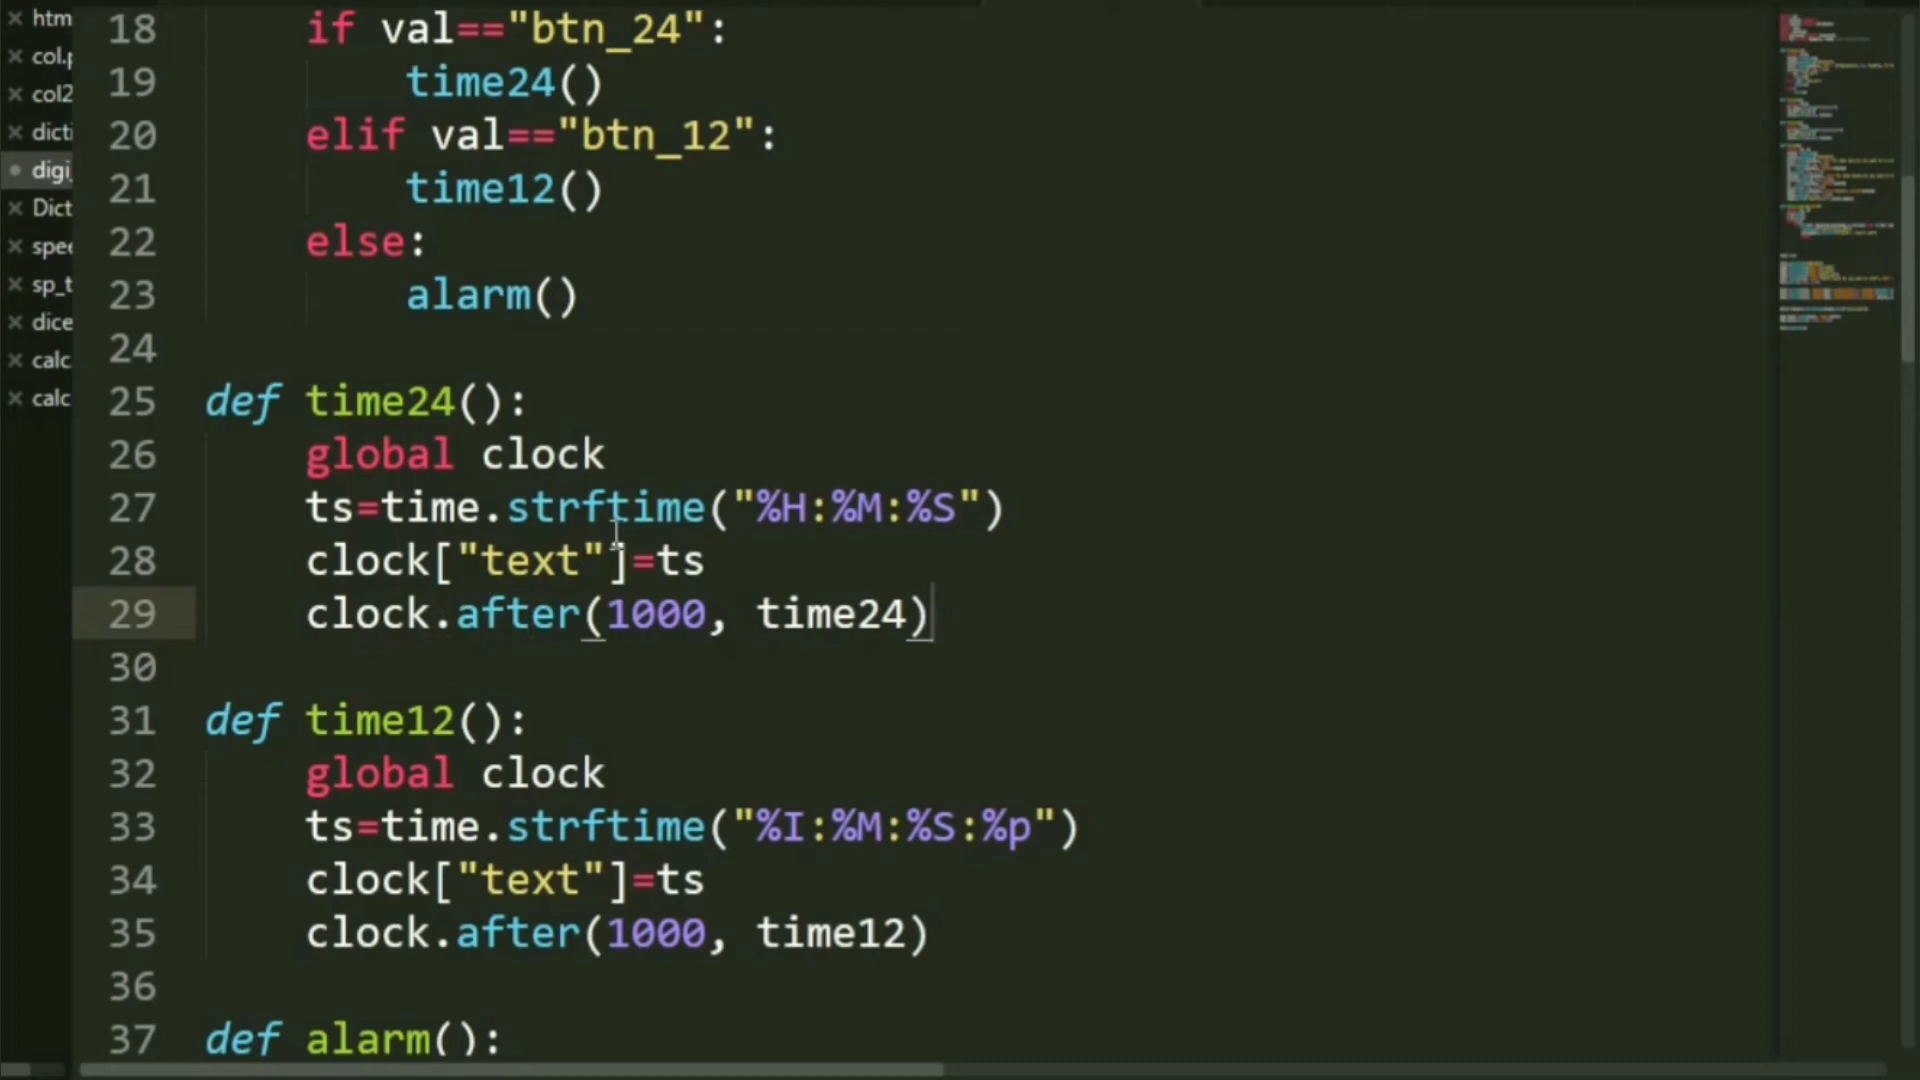 htm
col.p
col2
dicti
digi_
Dict
spee
sp_t
dice
calc
calc
18 if val=="btn_24":
19 time24()
20 elif val=="btn_12":
21 time12()
22 else:
23 alarm()
24
25 def time24():
26 global clock
27 ts=time.strftime("%H:%M:%S")
28 clock["text"]=ts
29 clock.after(1000, time24)
30
31 def time12():
32 global clock
33 ts=time.strftime("%I:%M:%S:%p")
34 clock["text"]=ts
35 clock.after(1000, time12)
36
37 def alarm():